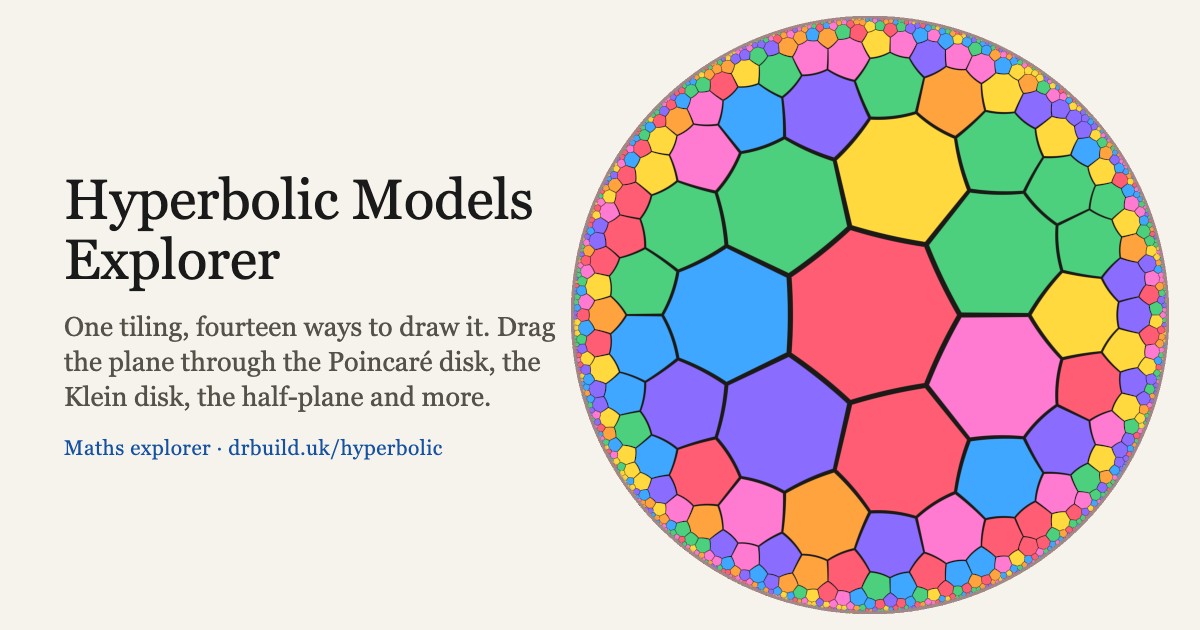 Hyperbolic Models
Explorer
One tiling, fourteen ways to draw it. Drag
the plane through the Poincaré disk, the
Klein disk, the half-plane and more.
Maths explorer · drbuild.uk/hyperbolic